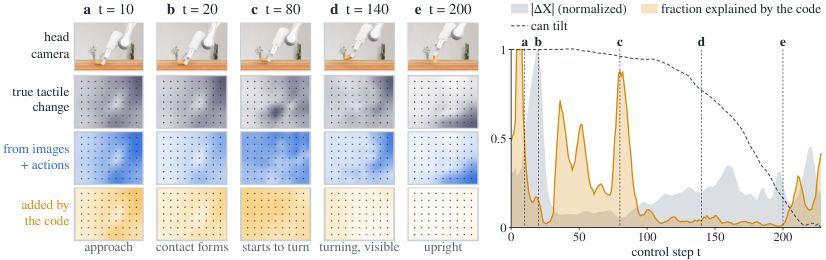 a t = 10
b t = 20
c t = 80
d t = 140
e t = 200
head
camera
true tactile
change
from images
+ actions
added by
the code
approach
contact forms
starts to turn
turning, visible
upright
|ΔX| (normalized)
fraction explained by the code
can tilt
a
b
c
d
e
1
0.5
0
0
50
100
150
200
control step t